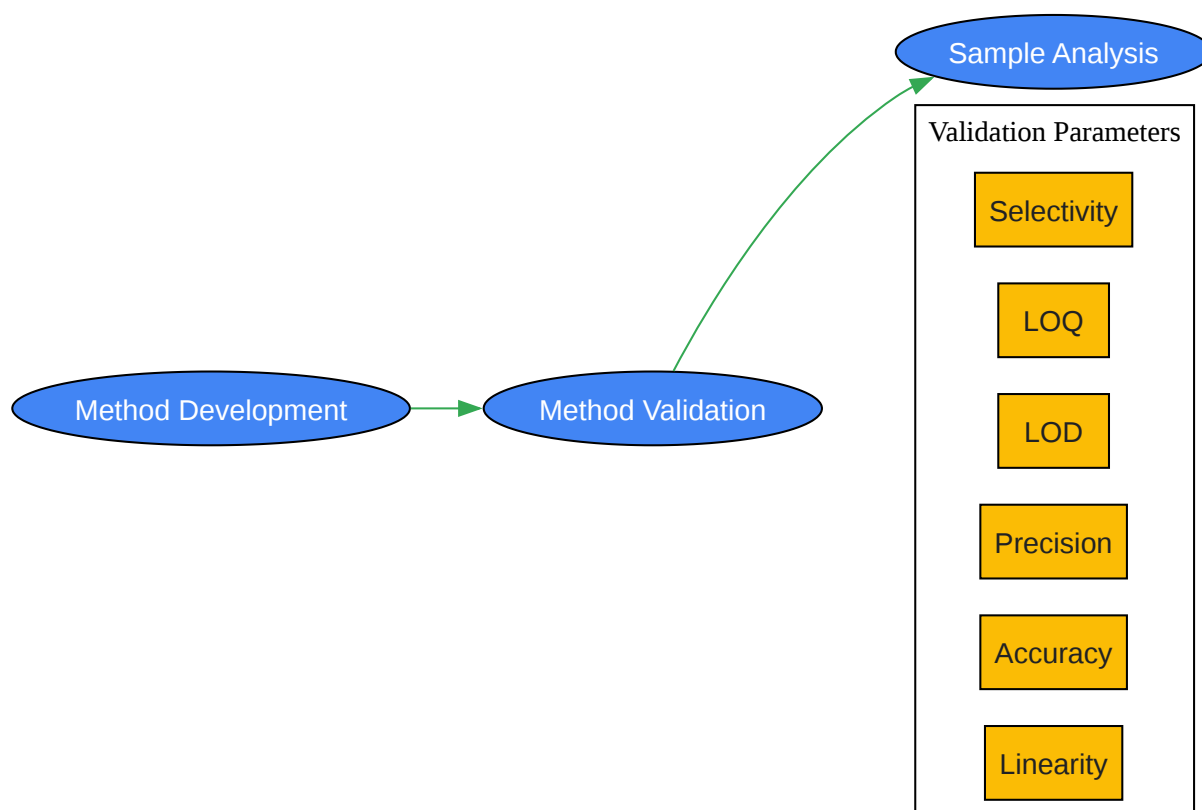 Sample Analysis
Validation Parameters
Selectivity
LOQ
Method Development
Method Validation
LOD
Precision
Accuracy
Linearity